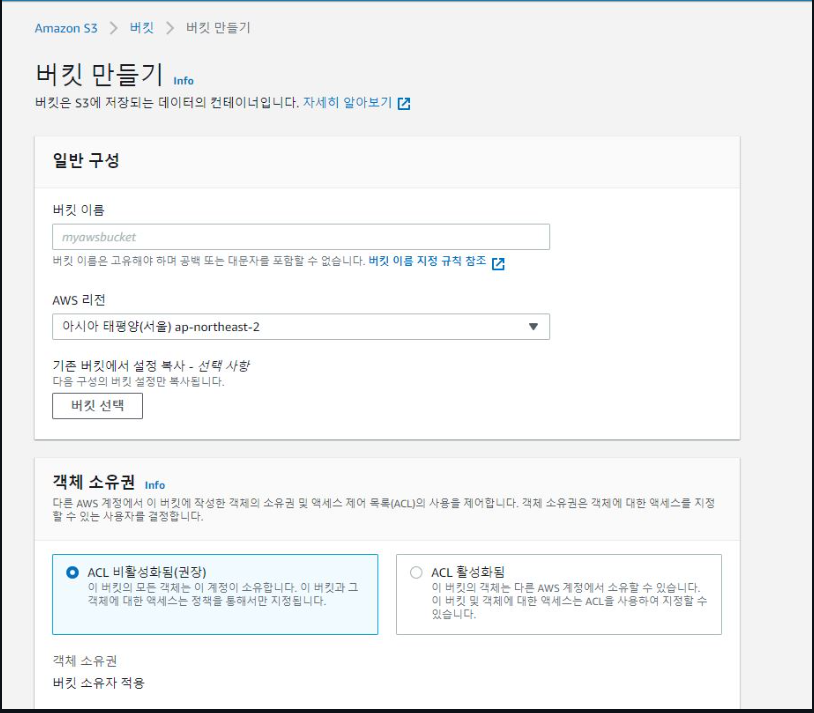 Amazon S3 > 버킷 > 버킷 만들기
버킷 만들기 Info
버킷은 S3에 저장되는 데이터의 컨테이너입니다. 자세히 알아보기
일반 구성
버킷 이름
myawsbucket
버킷 이름은 고유해야 하며 공백 또는 대문자를 포함할 수 없습니다. 버킷 이름 지정 규칙 참조
AWS 리전
아시아 태평양(서울) ap-northeast-2
기존 버킷에서 설정 복사 - 선택 사항
다음 구성의 버킷 설정만 복사됩니다.
버킷 선택
객체 소유권 Info
다른 AWS 계정에서 이 버킷에 작성한 객체의 소유권 및 액세스 제어 목록(ACL)의 사용을 제어합니다. 객체 소유권은 객체에 대한 액세스를 지정
할 수 있는 사용자를 결정합니다.
ACL 비활성화됨(권장)
이 버킷의 모든 객체는 이 계정이 소유합니다. 이 버킷과 그
객체에 대한 액세스는 정책을 통해서만 지정됩니다.
ACL 활성화됨
이 버킷의 객체는 다른 AWS 계정에서 소유할 수 있습니다.
이 버킷 및 객체에 대한 액세스는 ACL을 사용하여 지정할 수
있습니다.
객체 소유권
버킷 소유자 적용